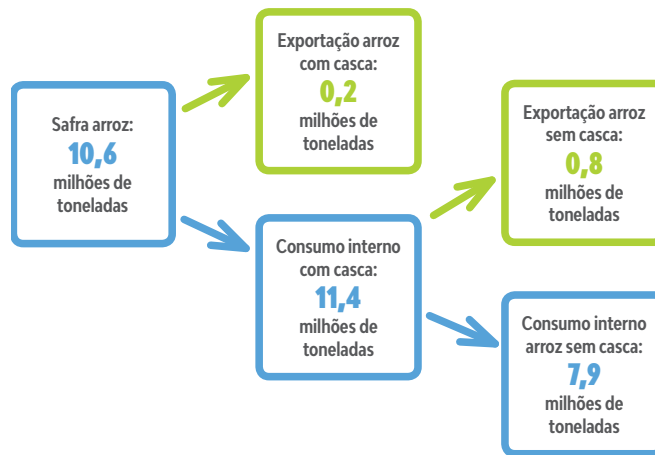 Safra arroz:
10,6
milhões de
toneladas
Exportação arroz
com casca:
0,2
milhões de
toneladas
Consumo interno
com casca:
11,4
milhões de
toneladas
Exportação arroz
sem casca:
0,8
milhões de
toneladas
Consumo interno
arroz sem casca:
7,9
milhões de
toneladas